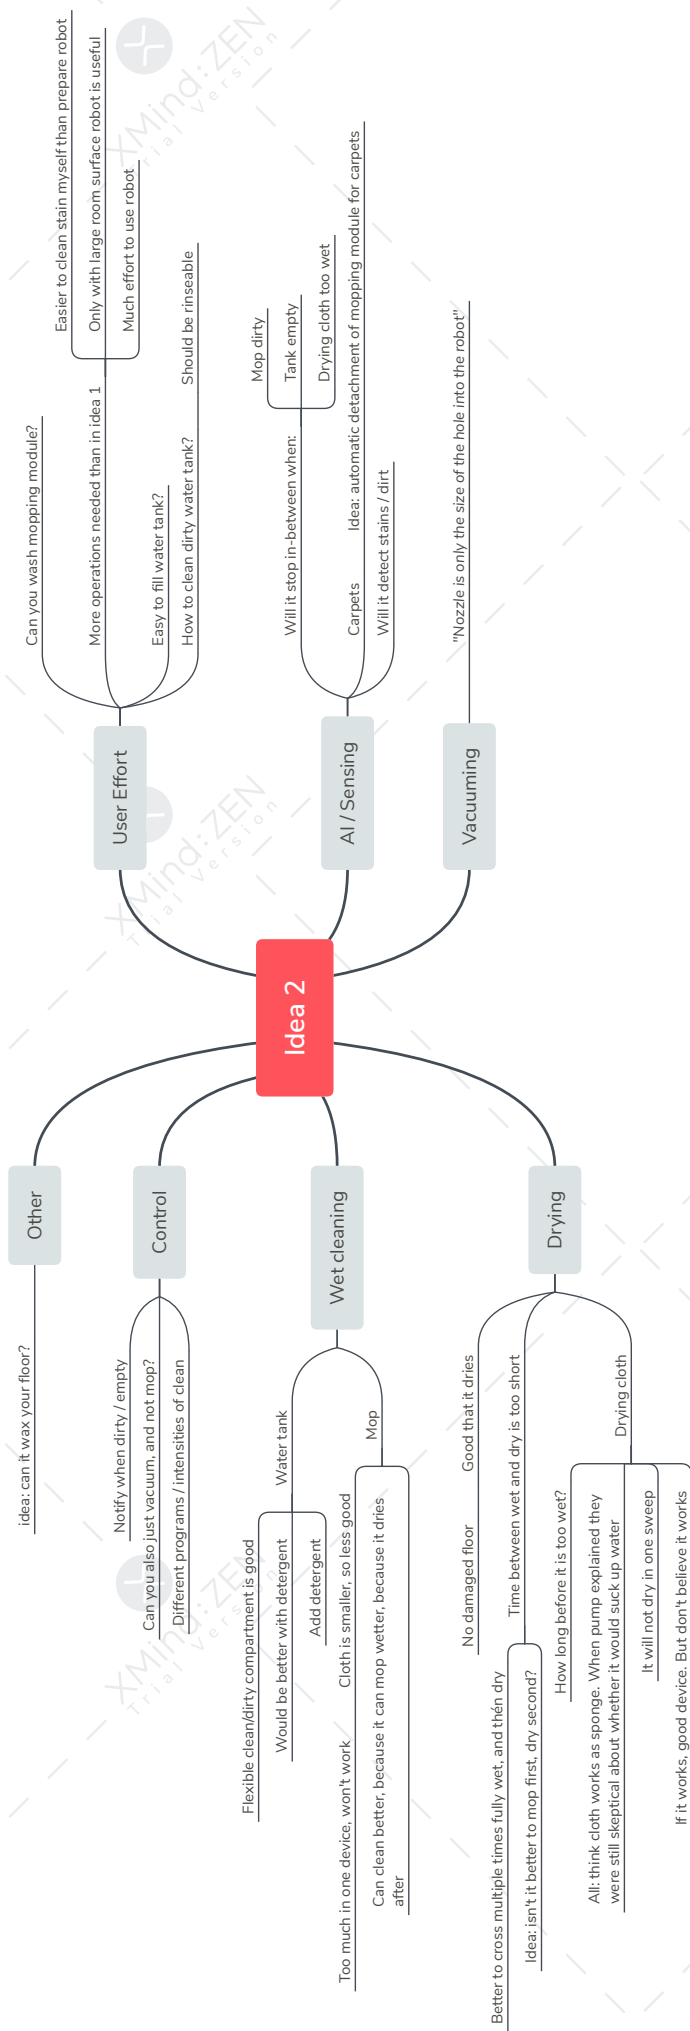 Idea 2
User Effort
Can you wash mopping module?
More operations needed than in idea 1
Easier to clean stain myself than prepare robot
Only with large room surface robot is useful
Much effort to use robot
Easy to fill water tank?
How to clean dirty water tank?
Should be rinseable
AI / Sensing
Will it stop in-between when:
Mop dirty
Tank empty
Drying cloth too wet
Carpets
Idea: automatic detachment of mopping module for carpets
Will it detect stains / dirt
Vacuuming
"Nozzle is only the size of the hole into the robot"
Other
idea: can it wax your floor?
Control
Notify when dirty / empty
Can you also just vacuum, and not mop?
Different programs / intensities of clean
Wet cleaning
Water tank
Flexible clean/dirty compartment is good
Would be better with detergent
Add detergent
Mop
Cloth is smaller, so less good
Too much in one device, won't work
Can clean better, because it can mop wetter, because it dries
after
Drying
Good that it dries
No damaged floor
Time between wet and dry is too short
Better to cross multiple times fully wet, and thén dry
Idea: isn't it better to mop first, dry second?
Drying cloth
How long before it is too wet?
All: think cloth works as sponge. When pump explained they
were still skeptical about whether it would suck up water
It will not dry in one sweep
If it works, good device. But don't believe it works
XMind:ZEN
Trial Version
XMind:ZEN
Trial Version
XMind:ZEN
Trial Version